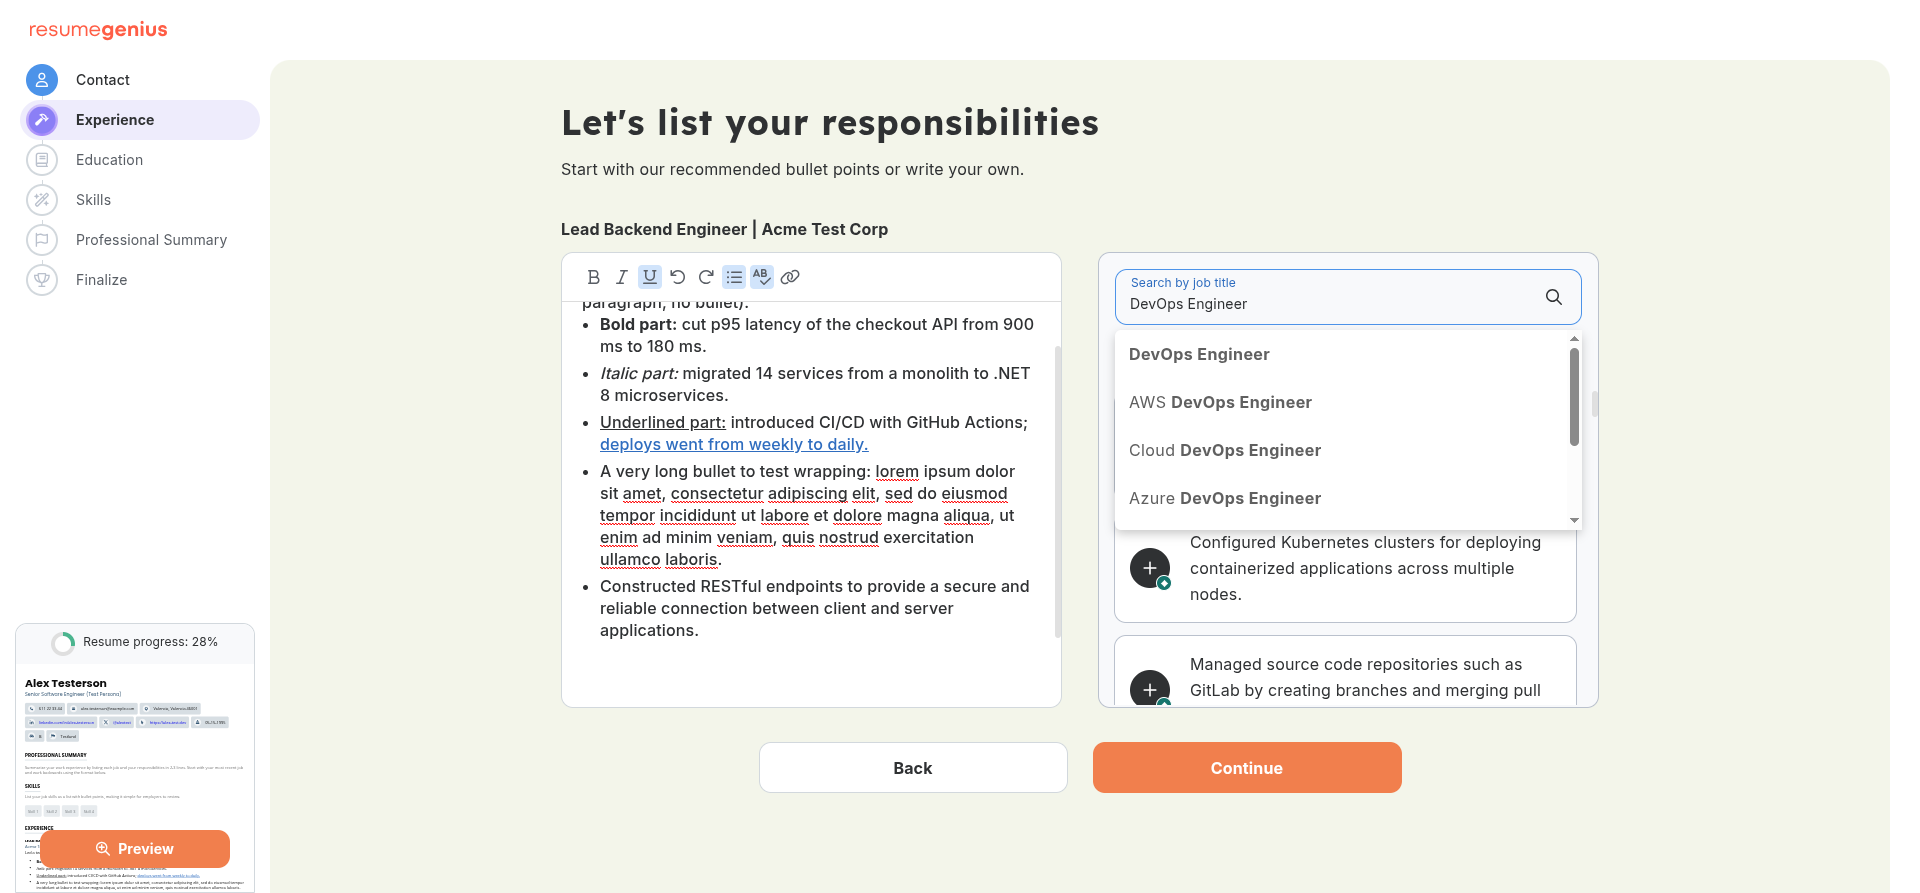 resumegenius
Contact
Experience
Education
Skills
Professional Summary
Finalize
Let's list your responsibilities
Start with our recommended bullet points or write your own.
Lead Backend Engineer | Acme Test Corp
B I U AB
paragraph, no bullet).
• Bold part: cut p95 latency of the checkout API from 900
ms to 180 ms.
• Italic part: migrated 14 services from a monolith to .NET
8 microservices.
• Underlined part: introduced CI/CD with GitHub Actions;
deploys went from weekly to daily.
• A very long bullet to test wrapping: lorem ipsum dolor
sit amet, consectetur adipiscing elit, sed do eiusmod
tempor incididunt ut labore et dolore magna aliqua, ut
enim ad minim veniam, quis nostrud exercitation
ullamco laboris.
• Constructed RESTful endpoints to provide a secure and
reliable connection between client and server
applications.
Search by job title
DevOps Engineer
DevOps Engineer
AWS DevOps Engineer
Cloud DevOps Engineer
Azure DevOps Engineer
Configured Kubernetes clusters for deploying
containerized applications across multiple
nodes.
Managed source code repositories such as
GitLab by creating branches and merging pull
Back
Continue
Resume progress: 28%
Alex Testerson
Senior Software Engineer (Test Persona)
PROFESSIONAL SUMMARY
SKILLS
EXPERIENCE
Preview